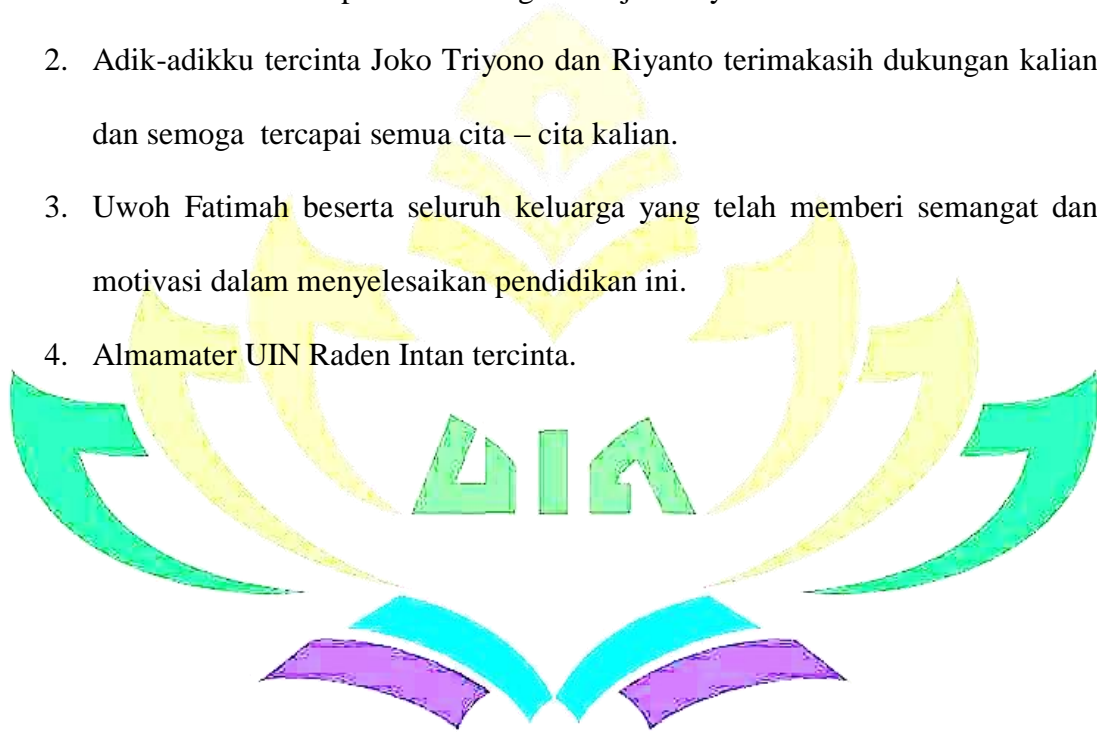 2. Adik-adikku tercinta Joko Triyono dan Riyanto terimakasih dukungan kalian
dan semoga  tercapai semua cita – cita kalian.
3. Uwoh Fatimah beserta seluruh keluarga yang telah memberi semangat dan
motivasi dalam menyelesaikan pendidikan ini.
4. Almamater UIN Raden Intan tercinta.
UIN